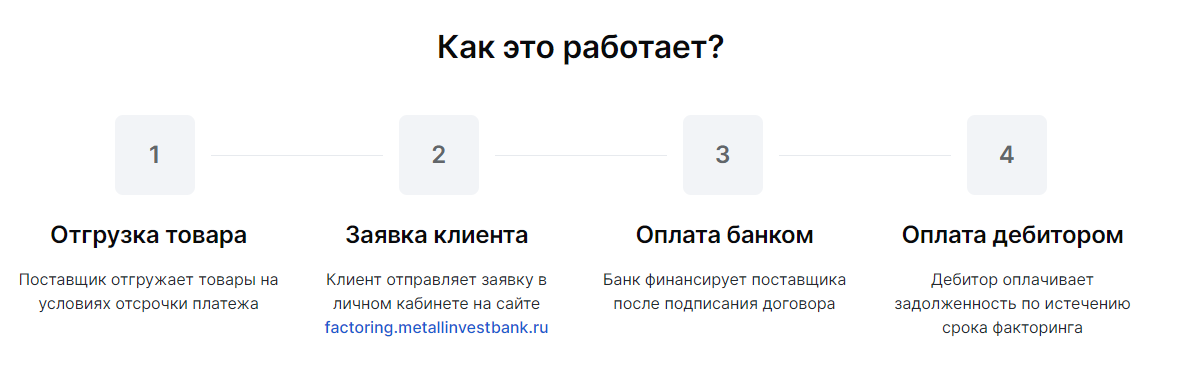 Как это работает?
1
2
3
4
Отгрузка товара
Поставщик отгружает товары на
условиях отсрочки платежа
Заявка клиента
Клиент отправляет заявку в
личном кабинете на сайте
factoring.metallinvestbank.ru
Оплата банком
Банк финансирует поставщика
после подписания договора
Оплата дебитором
Дебитор оплачивает
задолженность по истечению
срока факторинга